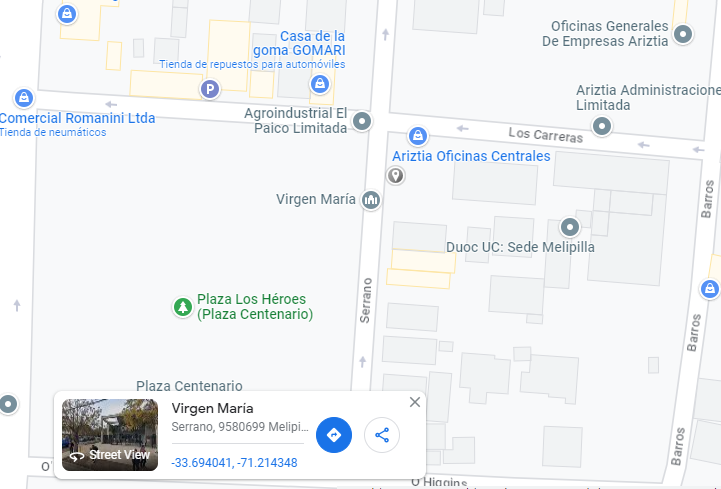 Casa de la
goma GOMARI
Tienda de repuestos para automóviles
Oficinas Generales
De Empresas Ariztia
P
Comercial Romanini Ltda
Tienda de neumáticos
Agroindustrial El
Paico Limitada
Ariztia Administracione
Limitada
Los Carreras
Ariztia Oficinas Centrales
Virgen María
Barros
Duoc UC: Sede Melipilla
Serrano
Plaza Los Héroes
(Plaza Centenario)
Barros
Plaza Centenario
Virgen María
Serrano, 9580699 Melipi...
Street View
-33.694041, -71.214348
Barros
O'
O'Higgins